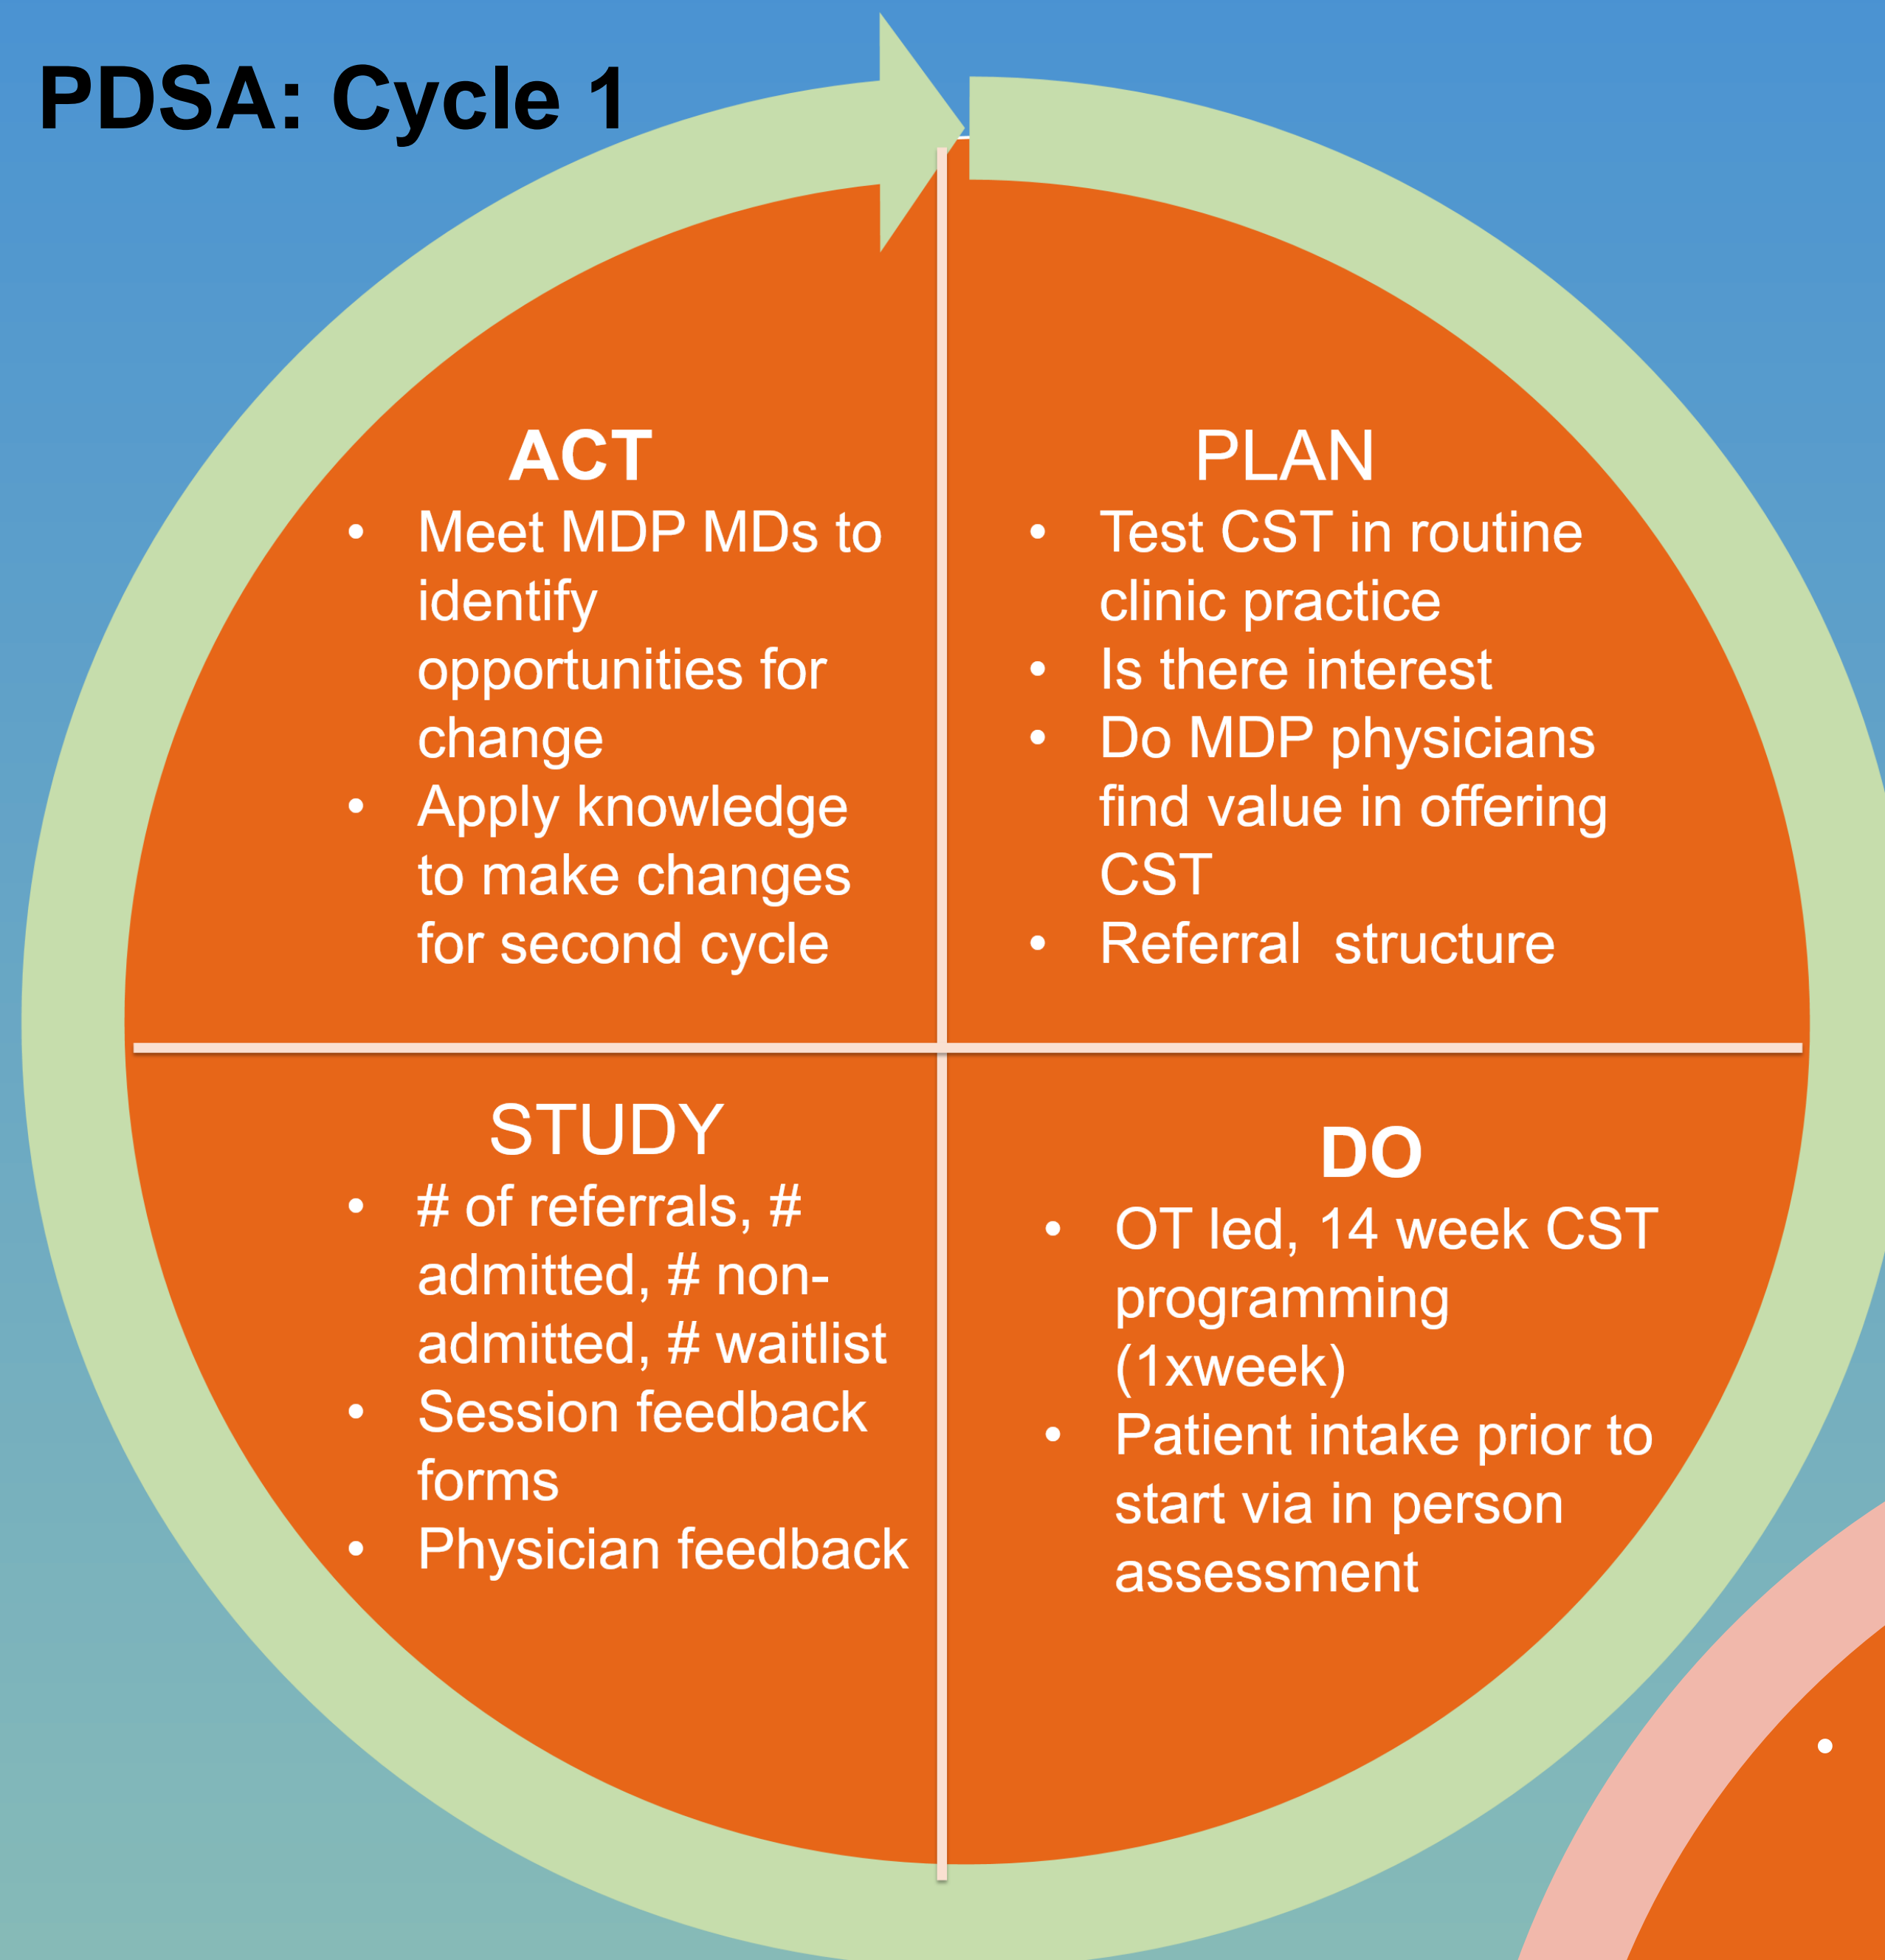 PDSA: Cycle 1
ACT
• Meet MDP MDs to
identify
opportunities for
change
• Apply knowledge
to make changes
for second cycle
PLAN
• Test CST in routine
clinic practice
• Is there interest
• Do MDP physicians
find value in offering
CST
• Referral  structure
STUDY
• # of referrals, #
admitted, # non-
admitted, # waitlist
• Session feedback
forms
• Physician feedback
DO
• OT led, 14 week CST
programming
(1xweek)
• Patient intake prior to
start via in person
assessment
•